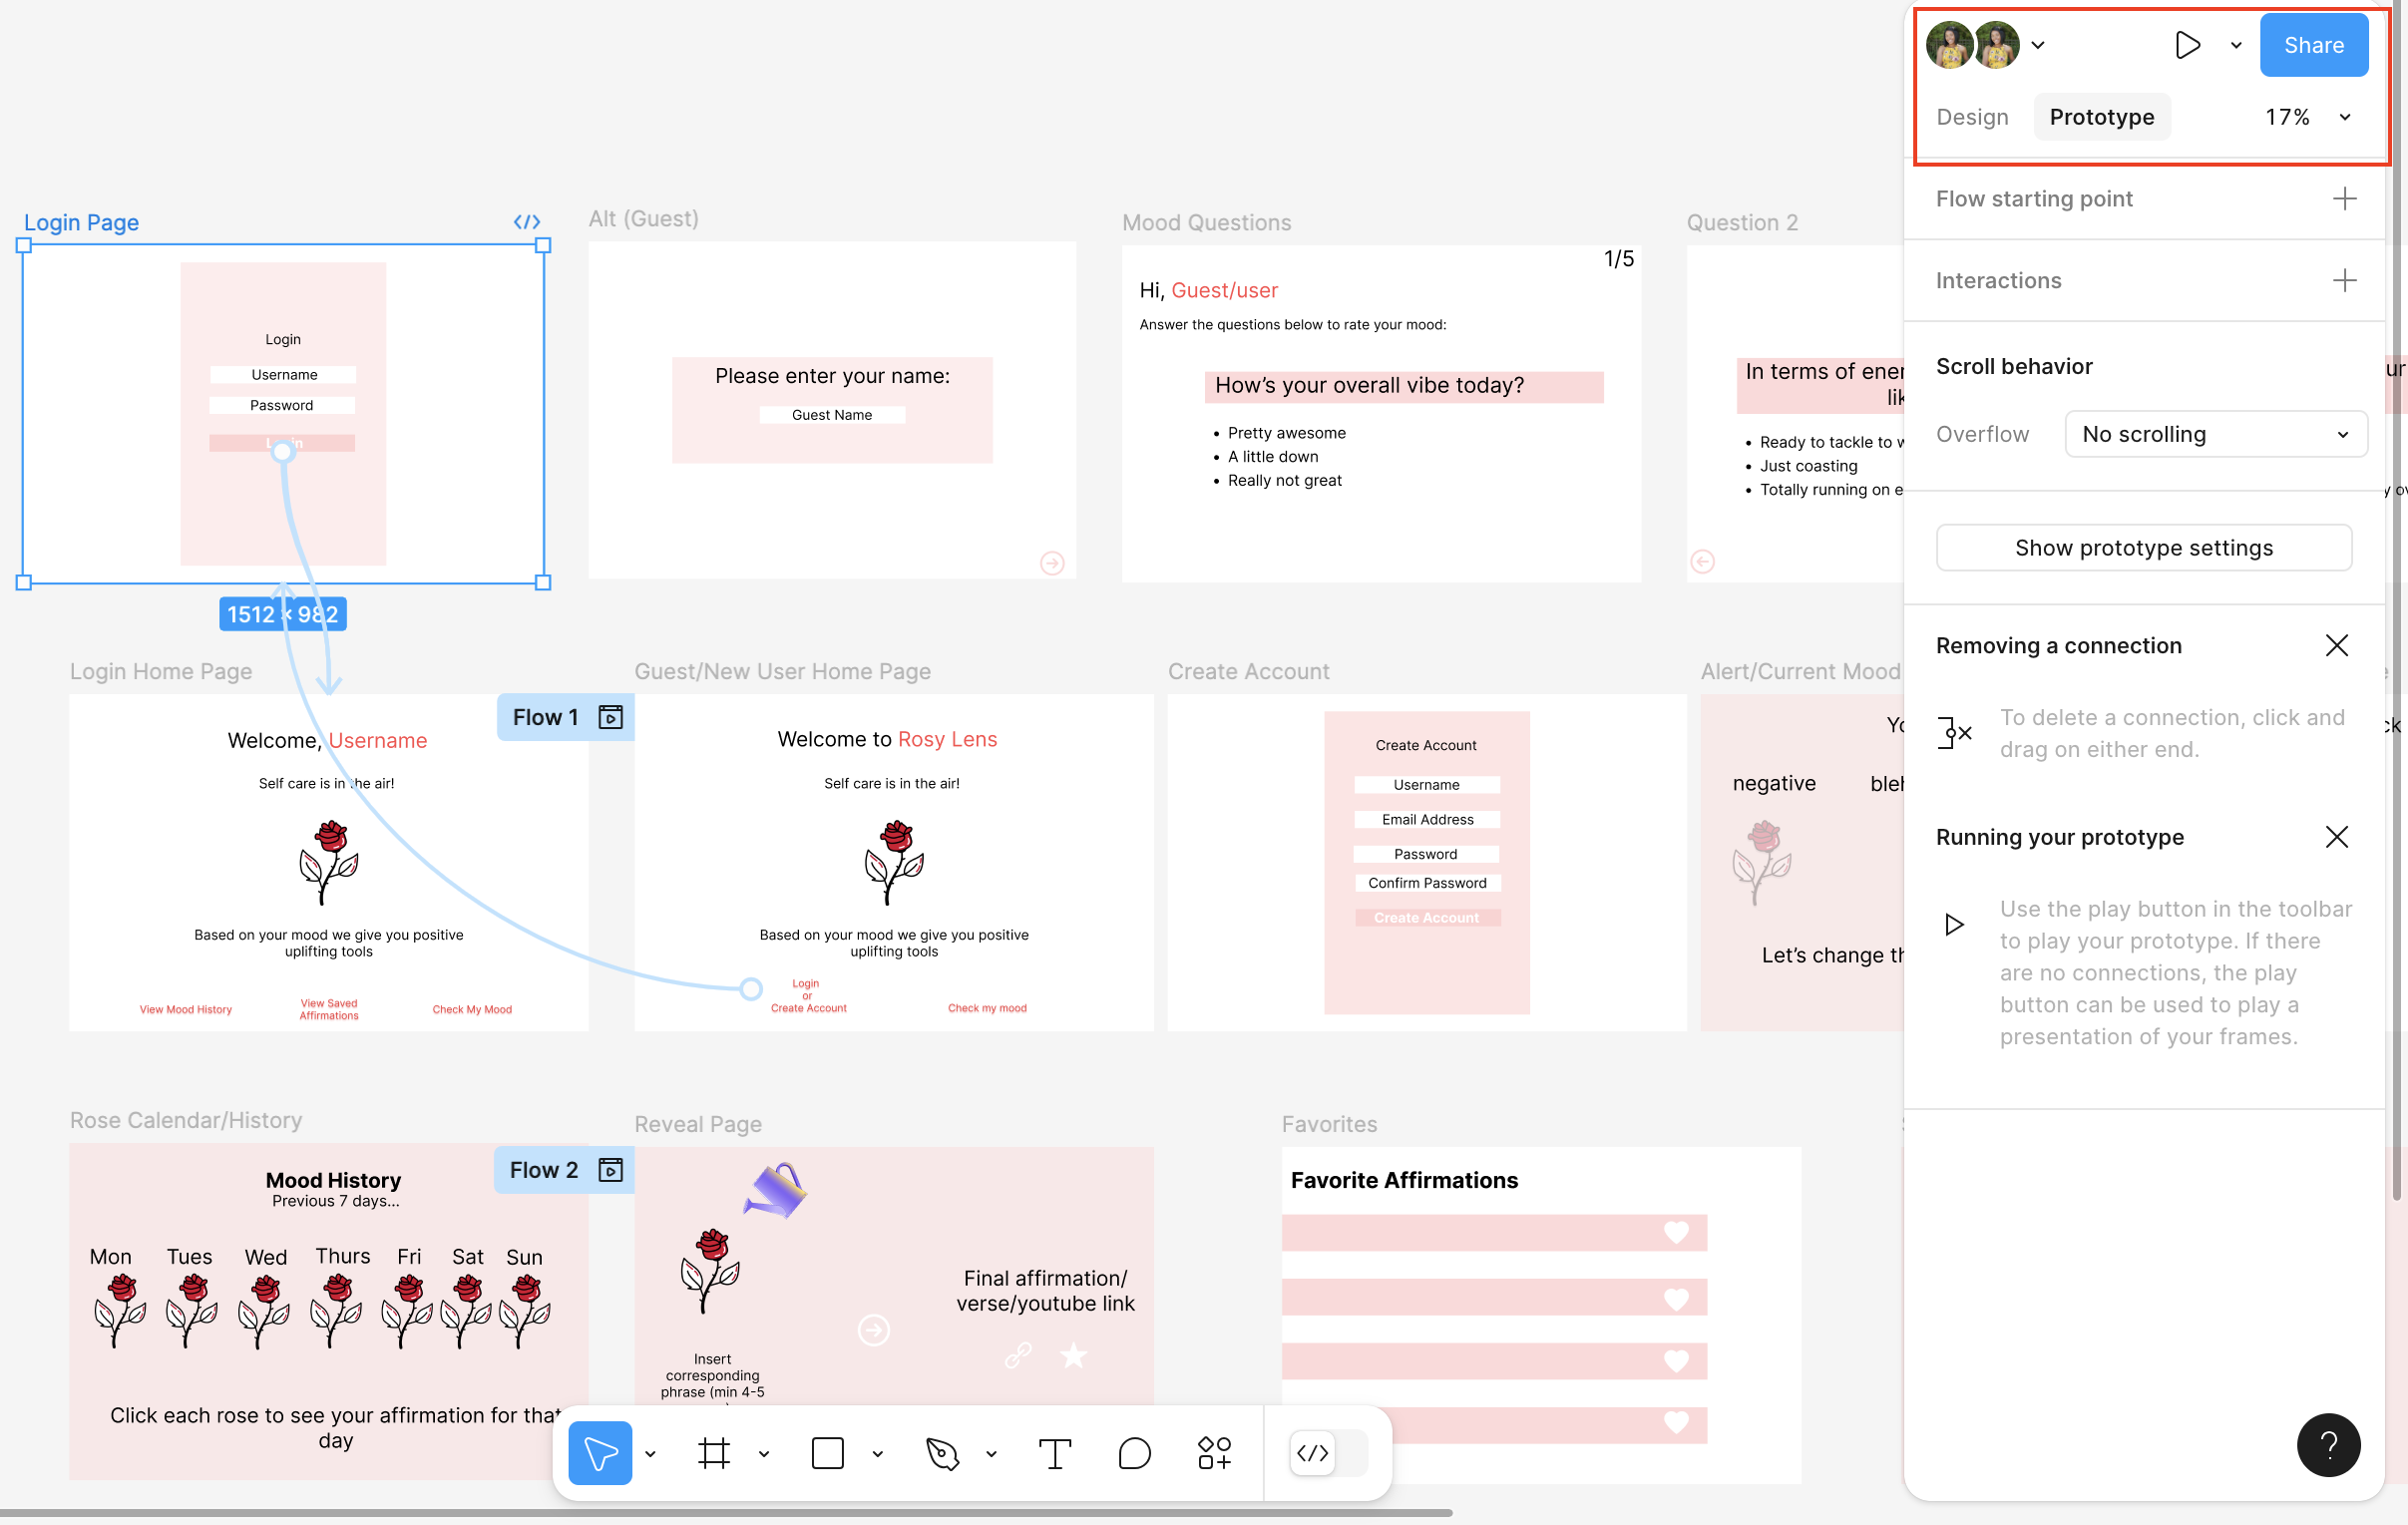 Share
Design
Prototype
17%
Flow starting point
Interactions
Scroll behavior
Overflow
No scrolling
Show prototype settings
Removing a connection
To delete a connection, click and
drag on either end.
Running your prototype
Use the play button in the toolbar
to play your prototype. If there
are no connections, the play
button can be used to play a
presentation of your frames.
Login Page
Login
Username
Password
1512 × 982
Alt (Guest)
Please enter your name:
Guest Name
Mood Questions
1/5
Hi, Guest/user
Answer the questions below to rate your mood:
How’s your overall vibe today?
• Pretty awesome
• A little down
• Really not great
Question 2
In terms of ener
lik
• Ready to tackle to w
• Just coasting
• Totally running on e
Login Home Page
Welcome, Username
Self care is in the air!
Based on your mood we give you positive
uplifting tools
View Mood History
View Saved
Affirmations
Check My Mood
Flow 1
Guest/New User Home Page
Welcome to Rosy Lens
Self care is in the air!
Based on your mood we give you positive
uplifting tools
Login
or
Create Account
Check my mood
Create Account
Create Account
Username
Email Address
Password
Confirm Password
Create Account
Alert/Current Mood
Yo
negative
bleh
Let’s change th
Rose Calendar/History
Mood History
Previous 7 days...
Mon
Tues
Wed
Thurs
Fri
Sat
Sun
Click each rose to see your affirmation for that
day
Flow 2
Reveal Page
Final affirmation/
verse/youtube link
Insert
corresponding
phrase (min 4-5
Favorites
Favorite Affirmations